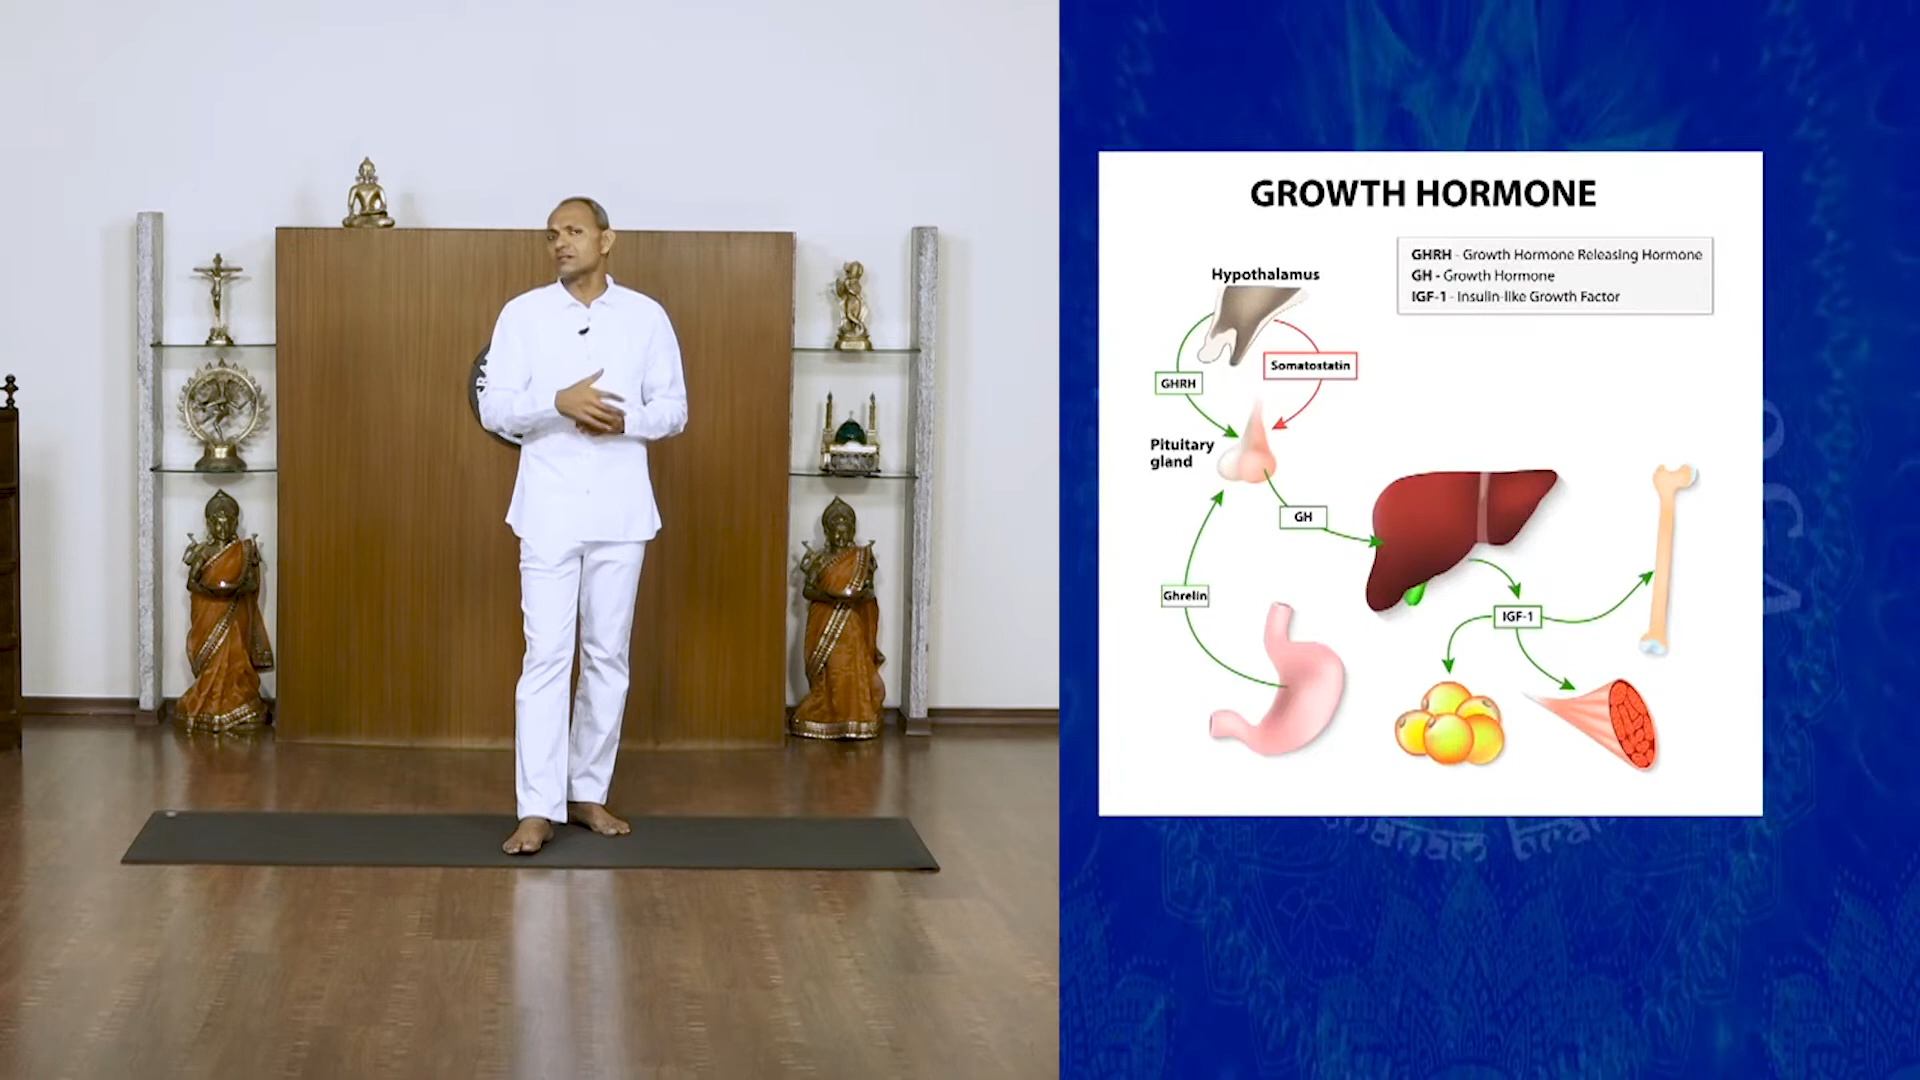 GROWTH HORMONE
GHRH - Growth Hormone Releasing Hormone
GH - Growth Hormone
IGF-1 - Insulin-like Growth Factor
Hypothalamus
Somatostatin
GHRH
Pituitary
gland
GH
Ghrelin
IGF-1